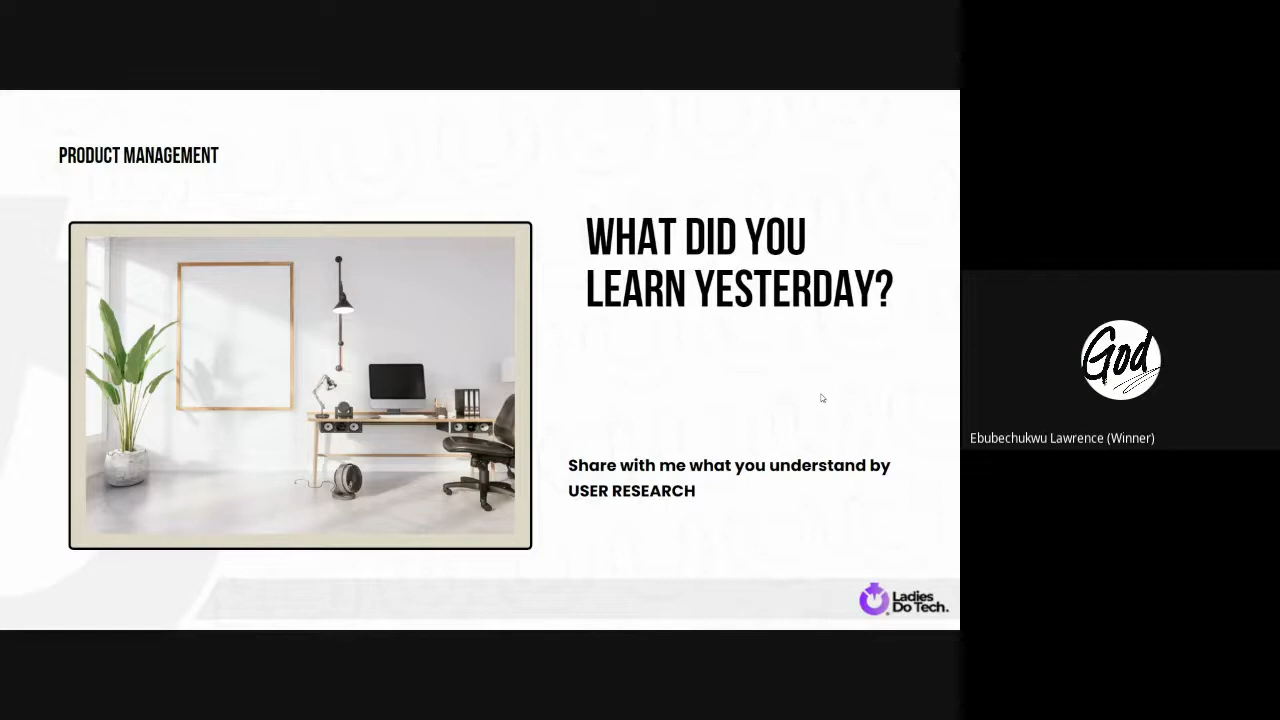 PRODUCT MANAGEMENT
WHAT DID YOU
LEARN YESTERDAY?
Share with me what you understand by
USER RESEARCH
Ladies
Do Tech.
God
Ebubechukwu Lawrence (Winner)